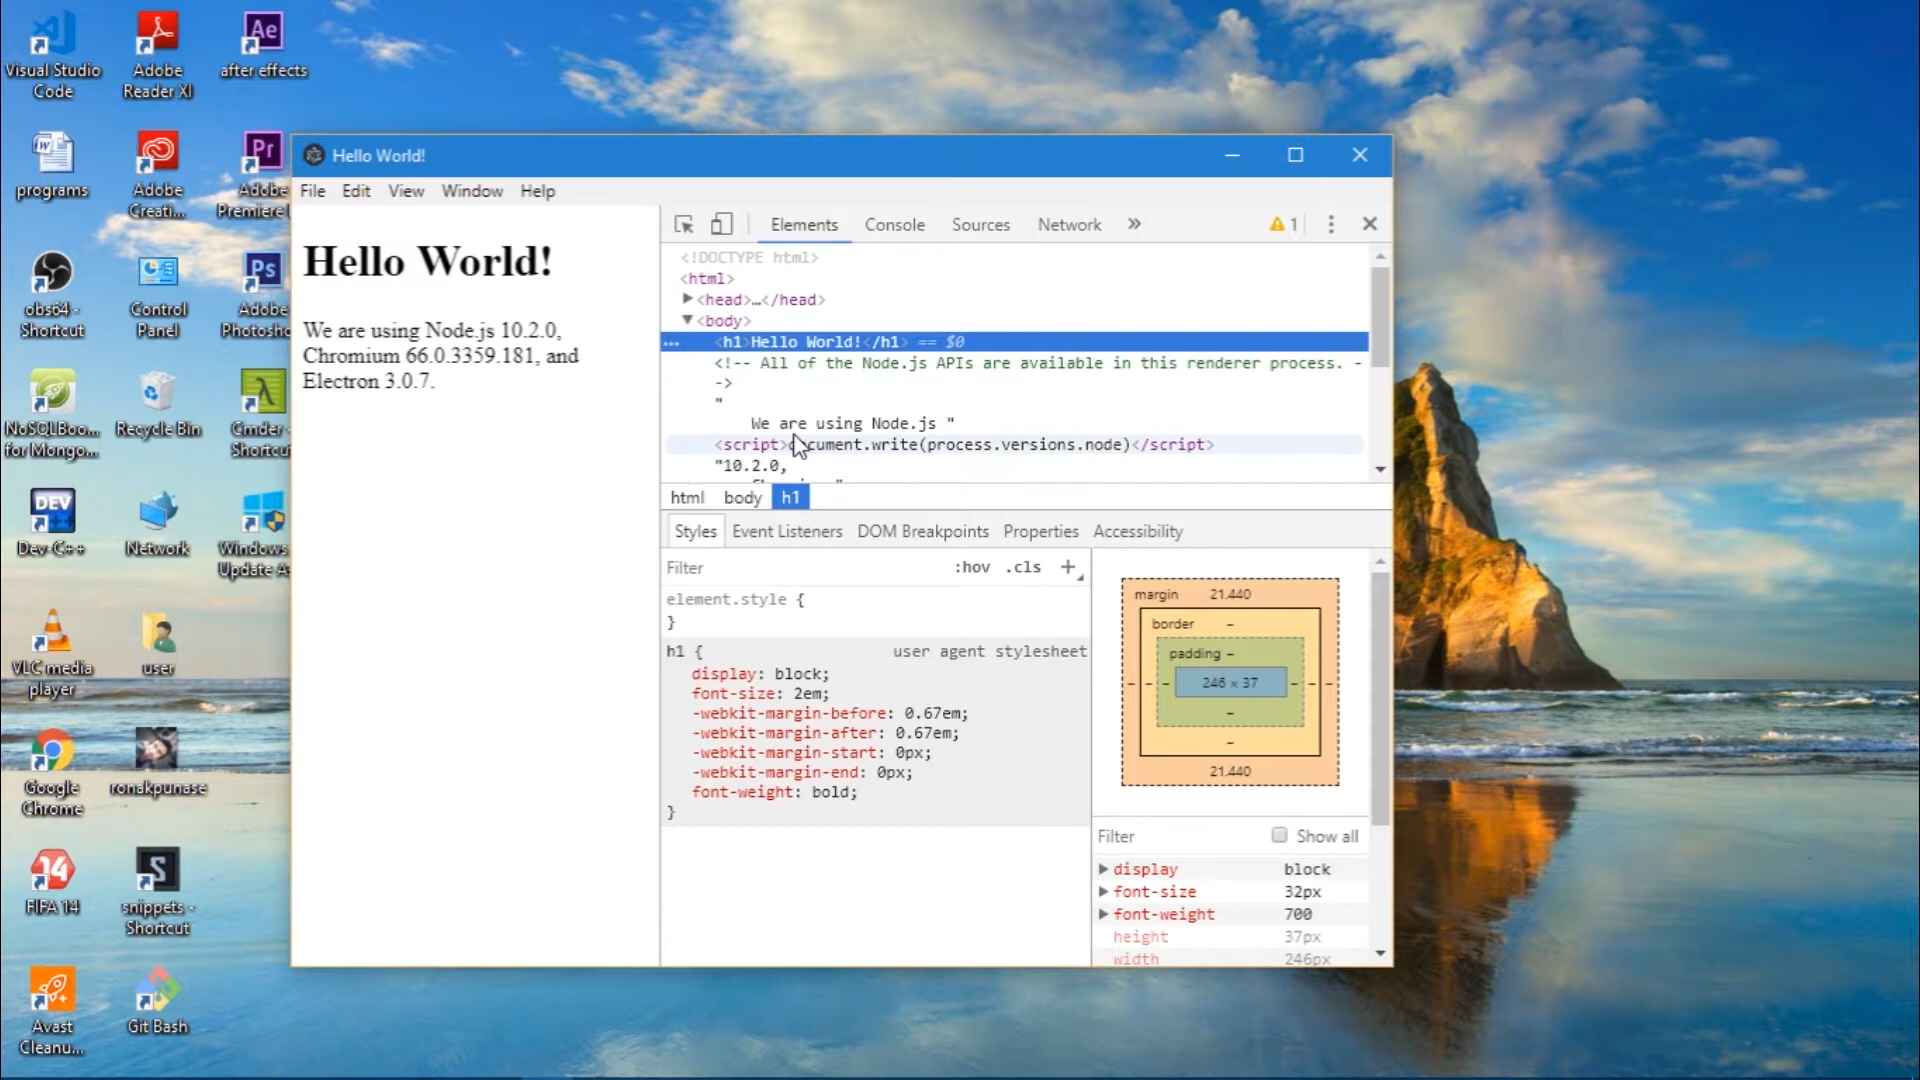 Visual Studio
Code
Adobe
Reader XI
after effects
programs
Adobe
Creati...
Adobe
Premiere
obs64 -
Shortcut
Control
Panel
Adobe
Photosho
NoSQLBoo...
for Mongo...
Recycle Bin
Cmder -
Shortcut
Dev-C++
Network
Windows
Update A
VLC media
player
user
Google
Chrome
ronakpunase
FIFA 14
snippets -
Shortcut
Avast
Cleanu...
Git Bash
Ae
Pr
Ps
DEV
14
S
Hello World!
File Edit View Window Help
Hello World!
We are using Node.js 10.2.0,
Chromium 66.0.3359.181, and
Electron 3.0.7.
Elements Console Sources Network » 1
<!DOCTYPE html>
<html>
<head>…</head>
<body>
... <h1>Hello World!</h1> == $0
<!-- All of the Node.js APIs are available in this renderer process. -
->
"
We are using Node.js "
<script>document.write(process.versions.node)</script>
"10.2.0,
html body h1
Styles Event Listeners DOM Breakpoints Properties Accessibility
Filter :hov .cls +
element.style {
}
h1 { user agent stylesheet
display: block;
font-size: 2em;
-webkit-margin-before: 0.67em;
-webkit-margin-after: 0.67em;
-webkit-margin-start: 0px;
-webkit-margin-end: 0px;
font-weight: bold;
}
margin 21.440
border –
padding –
246 × 37
–
–
21.440
Filter Show all
display block
font-size 32px
font-weight 700
height 37px
width 246px